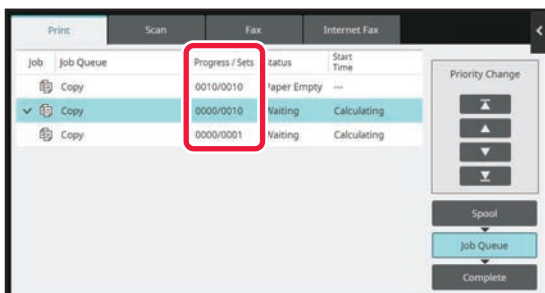 Print Scan Fax Internet Fax
Job Job Queue Progress / Sets tatus Start Time
Copy 0010/0010 Paper Empty ---
Copy 0000/0010 Waiting Calculating
Copy 0000/0001 Waiting Calculating
Priority Change
Spool
Job Queue
Complete